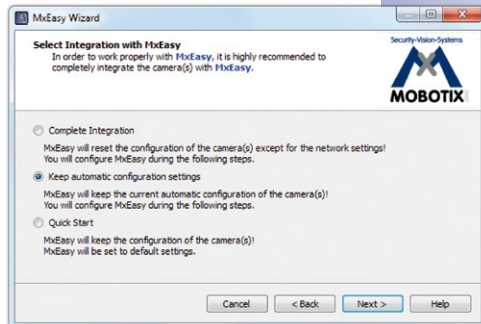 MxEasy Wizard
Select Integration with MxEasy
In order to work properly with MxEasy, it is highly recommended to
completely integrate the camera(s) with MxEasy.
Security-Vision-Systems
MOBOTIX
Complete Integration
MxEasy will reset the configuration of the camera(s) except for the network settings!
You will configure MxEasy during the following steps.
Keep automatic configuration settings
MxEasy will keep the current automatic configuration of the camera(s)!
You will configure MxEasy during the following steps.
Quick Start
MxEasy will keep the configuration of the camera(s)!
MxEasy will be set to default settings.
Cancel
< Back
Next >
Help